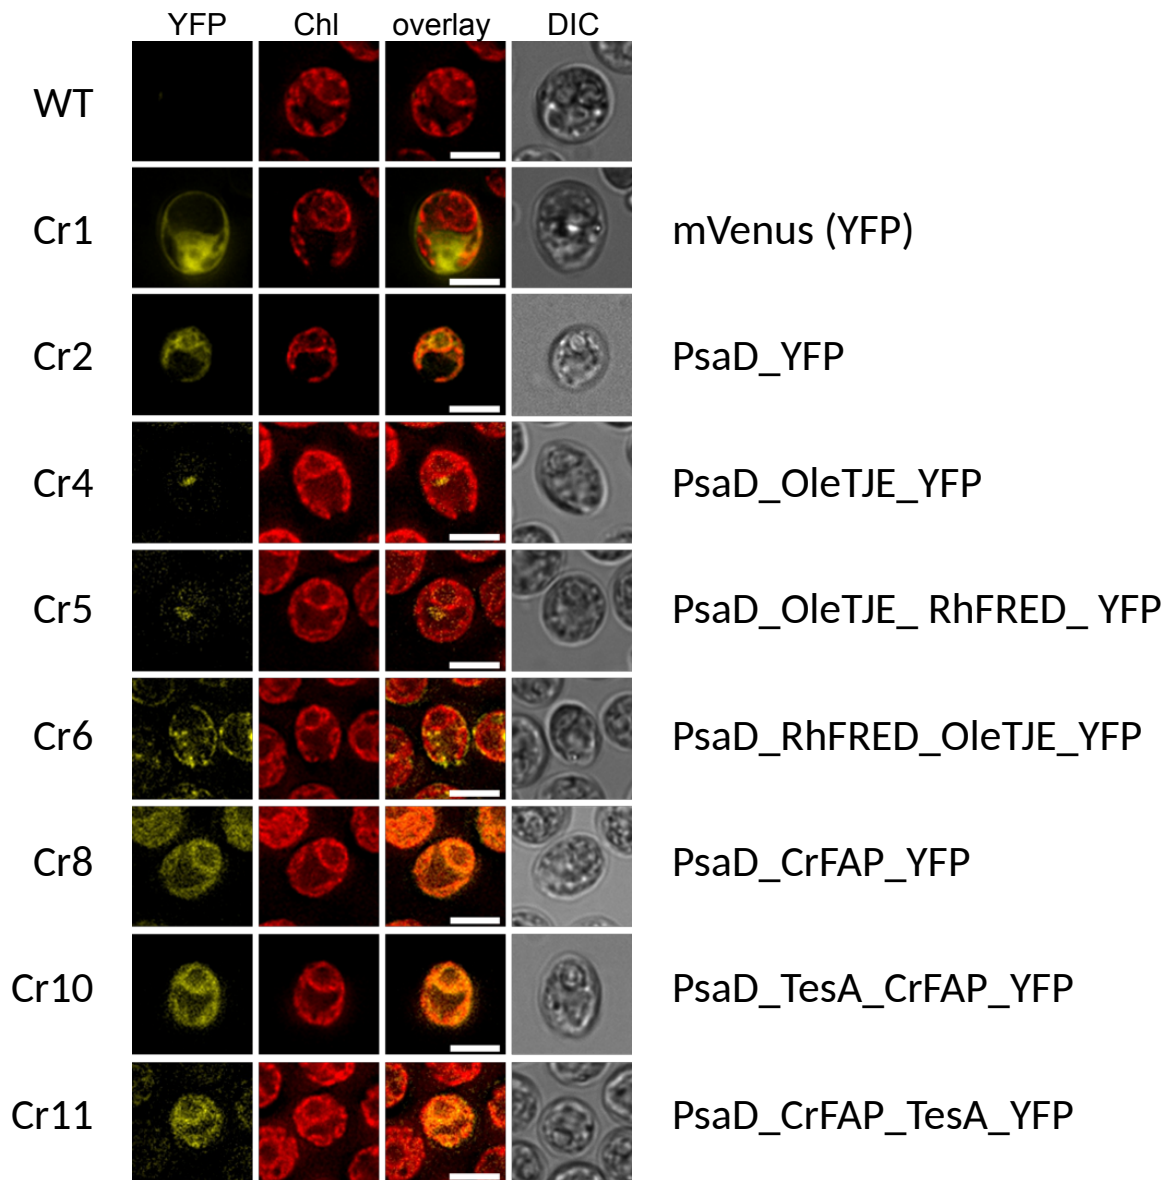 YFP Chl overlay DIC
WT
Cr1 mVenus (YFP)
Cr2 PsaD_YFP
Cr4 PsaD_OleTJE_YFP
Cr5 PsaD_OleTJE_ RhFRED_ YFP
Cr6 PsaD_RhFRED_OleTJE_YFP
Cr8 PsaD_CrFAP_YFP
Cr10 PsaD_TesA_CrFAP_YFP
Cr11 PsaD_CrFAP_TesA_YFP